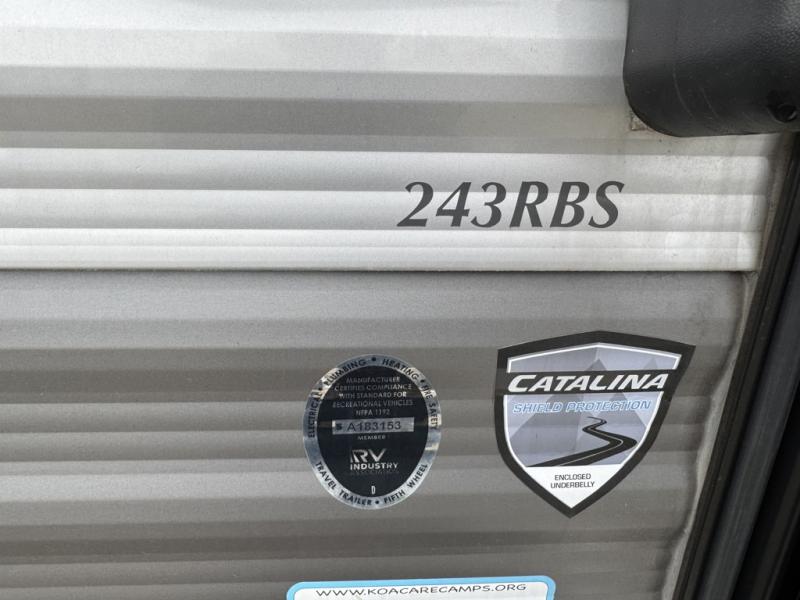 243RBS
ELECTRICAL • PLUMBING • HEATING • FIRE SAFETY
MANUFACTURER
CERTIFIES COMPLIANCE
WITH STANDARD FOR
RECREATIONAL VEHICLES
NFPA 1192
A183153
MEMBER
RV
INDUSTRY
ASSOCIATION
D
TRAVEL TRAILER • FIFTH WHEEL
CATALINA
SHIELD PROTECTION
ENCLOSED
UNDERBELLY
WWW.KOACARECAMPS.ORG